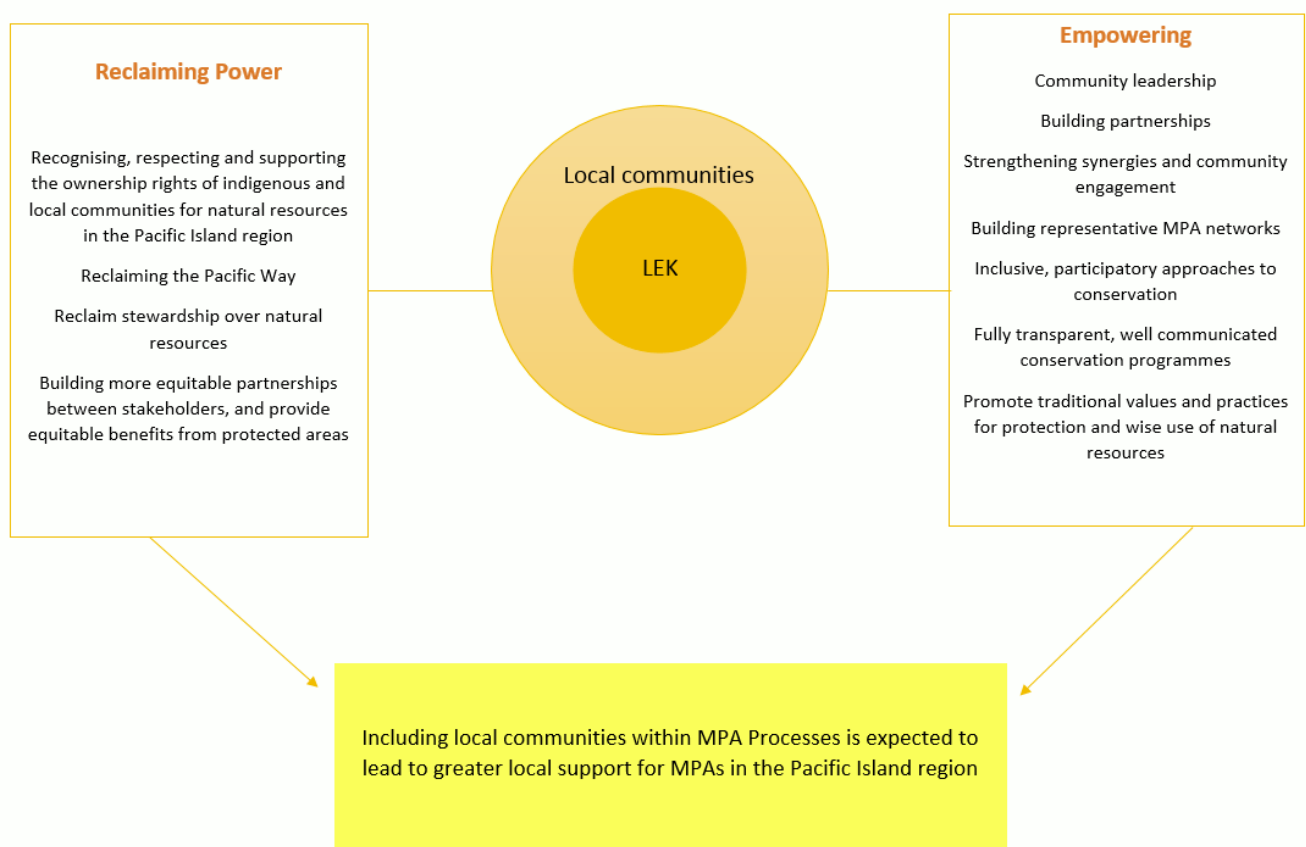 Reclaiming Power
Recognising, respecting and supporting
the ownership rights of indigenous and
local communities for natural resources
in the Pacific Island region
Reclaiming the Pacific Way
Reclaim stewardship over natural
resources
Building more equitable partnerships
between stakeholders, and provide
equitable benefits from protected areas
Local communities
LEK
Empowering
Community leadership
Building partnerships
Strengthening synergies and community
engagement
Building representative MPA networks
Inclusive, participatory approaches to
conservation
Fully transparent, well communicated
conservation programmes
Promote traditional values and practices
for protection and wise use of natural
resources
Including local communities within MPA Processes is expected to
lead to greater local support for MPAs in the Pacific Island region